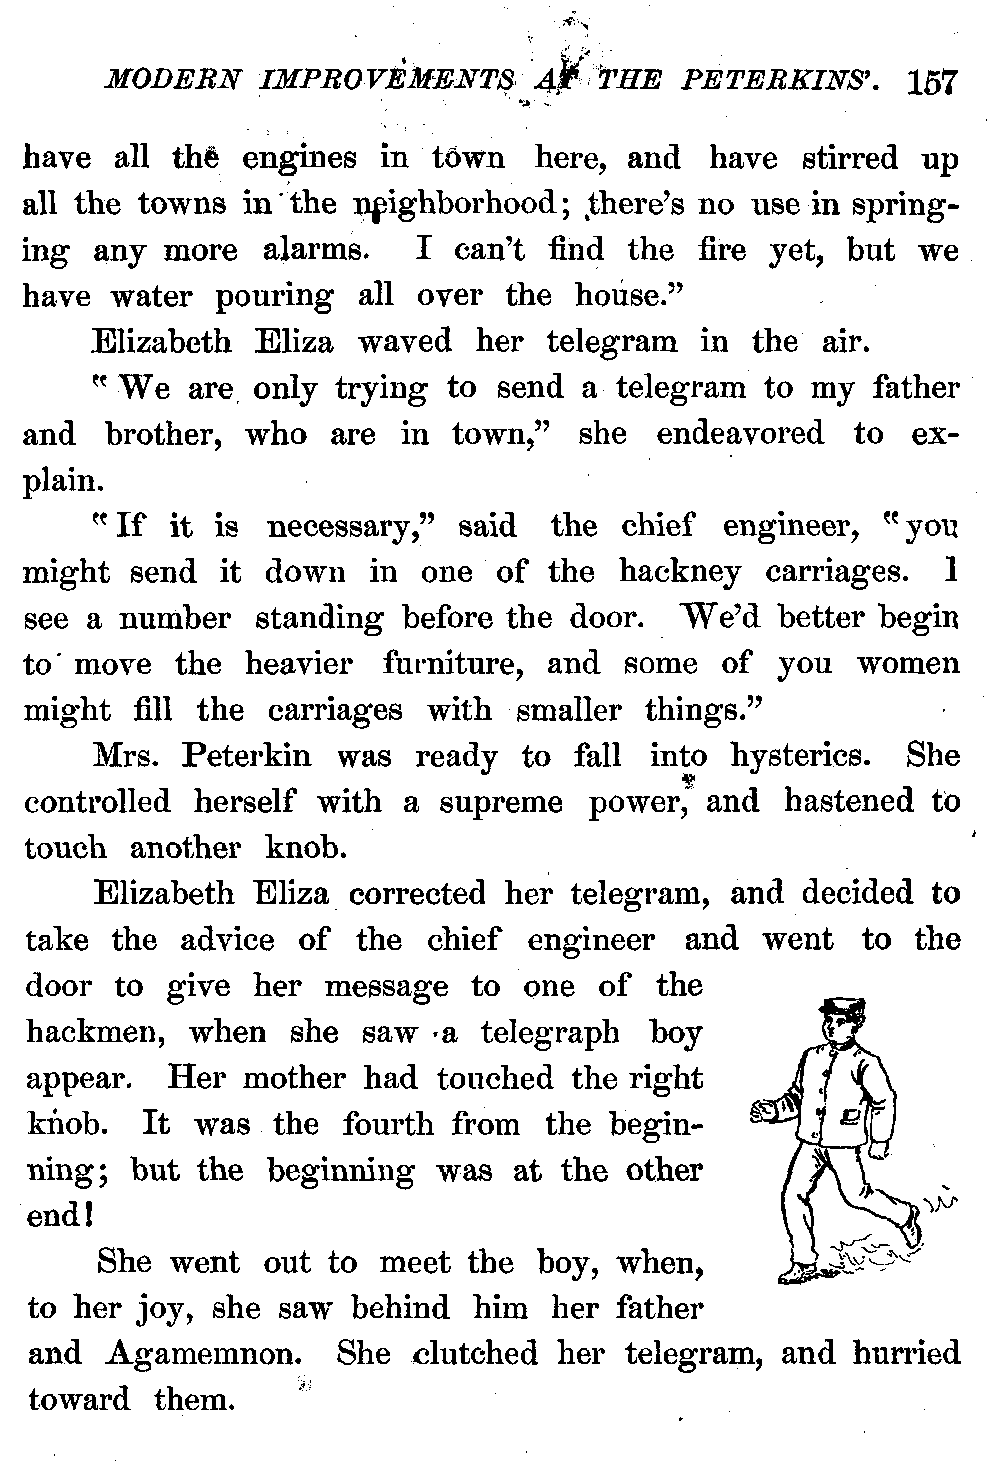 MODERN IMPROVEMENTS AT THE PETERKINS'. 157
have all the engines in town here, and have stirred up
all the towns in the neighborhood; there's no use in spring-
ing any more alarms. I can't find the fire yet, but we
have water pouring all over the house."
Elizabeth Eliza waved her telegram in the air.
"We are only trying to send a telegram to my father
and brother, who are in town," she endeavored to ex-
plain.
"If it is necessary," said the chief engineer, "you
might send it down in one of the hackney carriages. I
see a number standing before the door. We'd better begin
to move the heavier furniture, and some of you women
might fill the carriages with smaller things."
Mrs. Peterkin was ready to fall into hysterics. She
controlled herself with a supreme power, and hastened to
touch another knob.
Elizabeth Eliza corrected her telegram, and decided to
take the advice of the chief engineer and went to the
door to give her message to one of the
hackmen, when she saw a telegraph boy
appear. Her mother had touched the right
knob. It was the fourth from the begin-
ning; but the beginning was at the other
end!
She went out to meet the boy, when,
to her joy, she saw behind him her father
and Agamemnon. She clutched her telegram, and hurried
toward them.